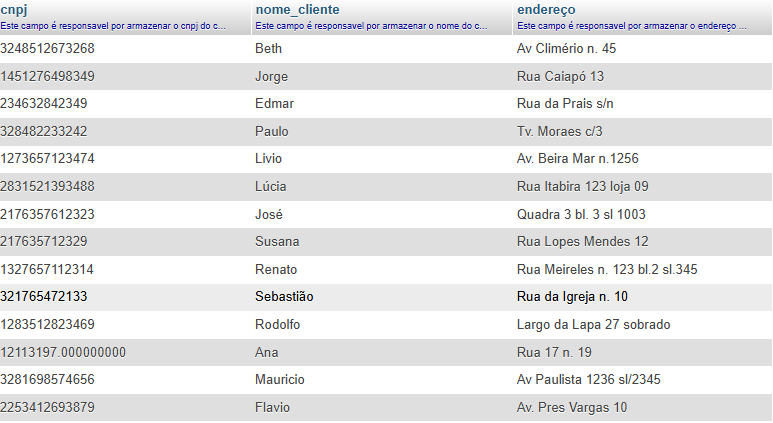 cnpj nome_cliente endereço
Este campo é responsavel por armazenar o cnpj do c... Este campo é responsavel por armazenar o nome do c... Este campo é responsavel por armazenar o endereço ...
3248512673268 Beth Av Climério n. 45
1451276498349 Jorge Rua Caiapó 13
234632842349 Edmar Rua da Prais s/n
328482233242 Paulo Tv. Moraes c/3
1273657123474 Livio Av. Beira Mar n.1256
2831521393488 Lúcia Rua Itabira 123 loja 09
2176357612323 José Quadra 3 bl. 3 sl 1003
217635712329 Susana Rua Lopes Mendes 12
1327657112314 Renato Rua Meireles n. 123 bl.2 sl.345
321765472133 Sebastião Rua da Igreja n. 10
1283512823469 Rodolfo Largo da Lapa 27 sobrado
12113197.000000000 Ana Rua 17 n. 19
3281698574656 Mauricio Av Paulista 1236 sl/2345
2253412693879 Flavio Av. Pres Vargas 10